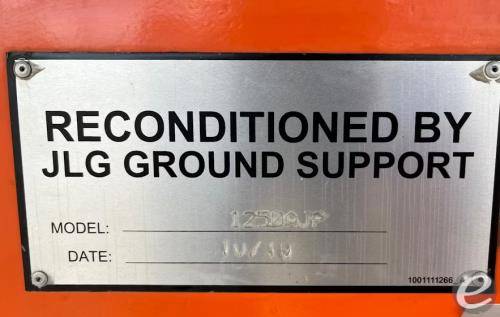 RECONDITIONED BY
JLG GROUND SUPPORT
MODEL: 1250AJP
DATE: 10/19
1001111266
e